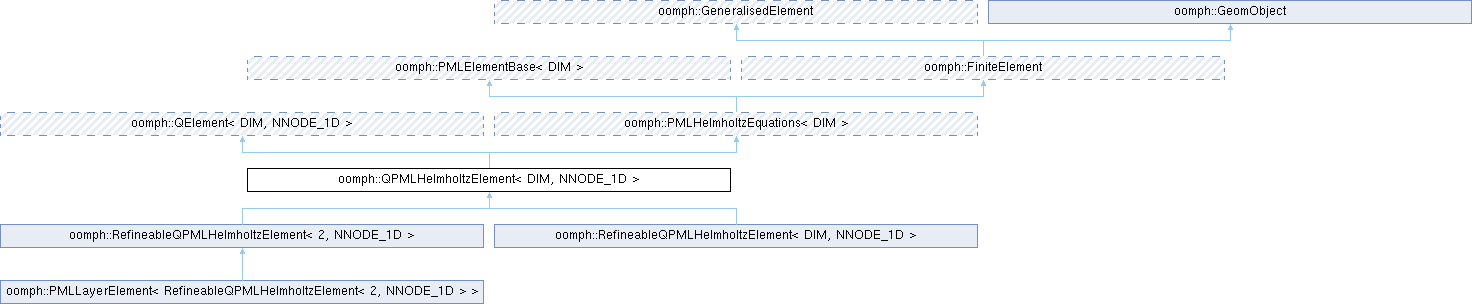 oomph::GeneralisedElement
oomph::GeomObject
oomph::PMLElementBase< DIM >
oomph::FiniteElement
oomph::QElement< DIM, NNODE_1D >
oomph::PMLHelmholtzEquations< DIM >
oomph::QPMLHelmholtzElement< DIM, NNODE_1D >
oomph::RefineableQPMLHelmholtzElement< 2, NNODE_1D >
oomph::RefineableQPMLHelmholtzElement< DIM, NNODE_1D >
oomph::PMLLayerElement< RefineableQPMLHelmholtzElement< 2, NNODE_1D > >